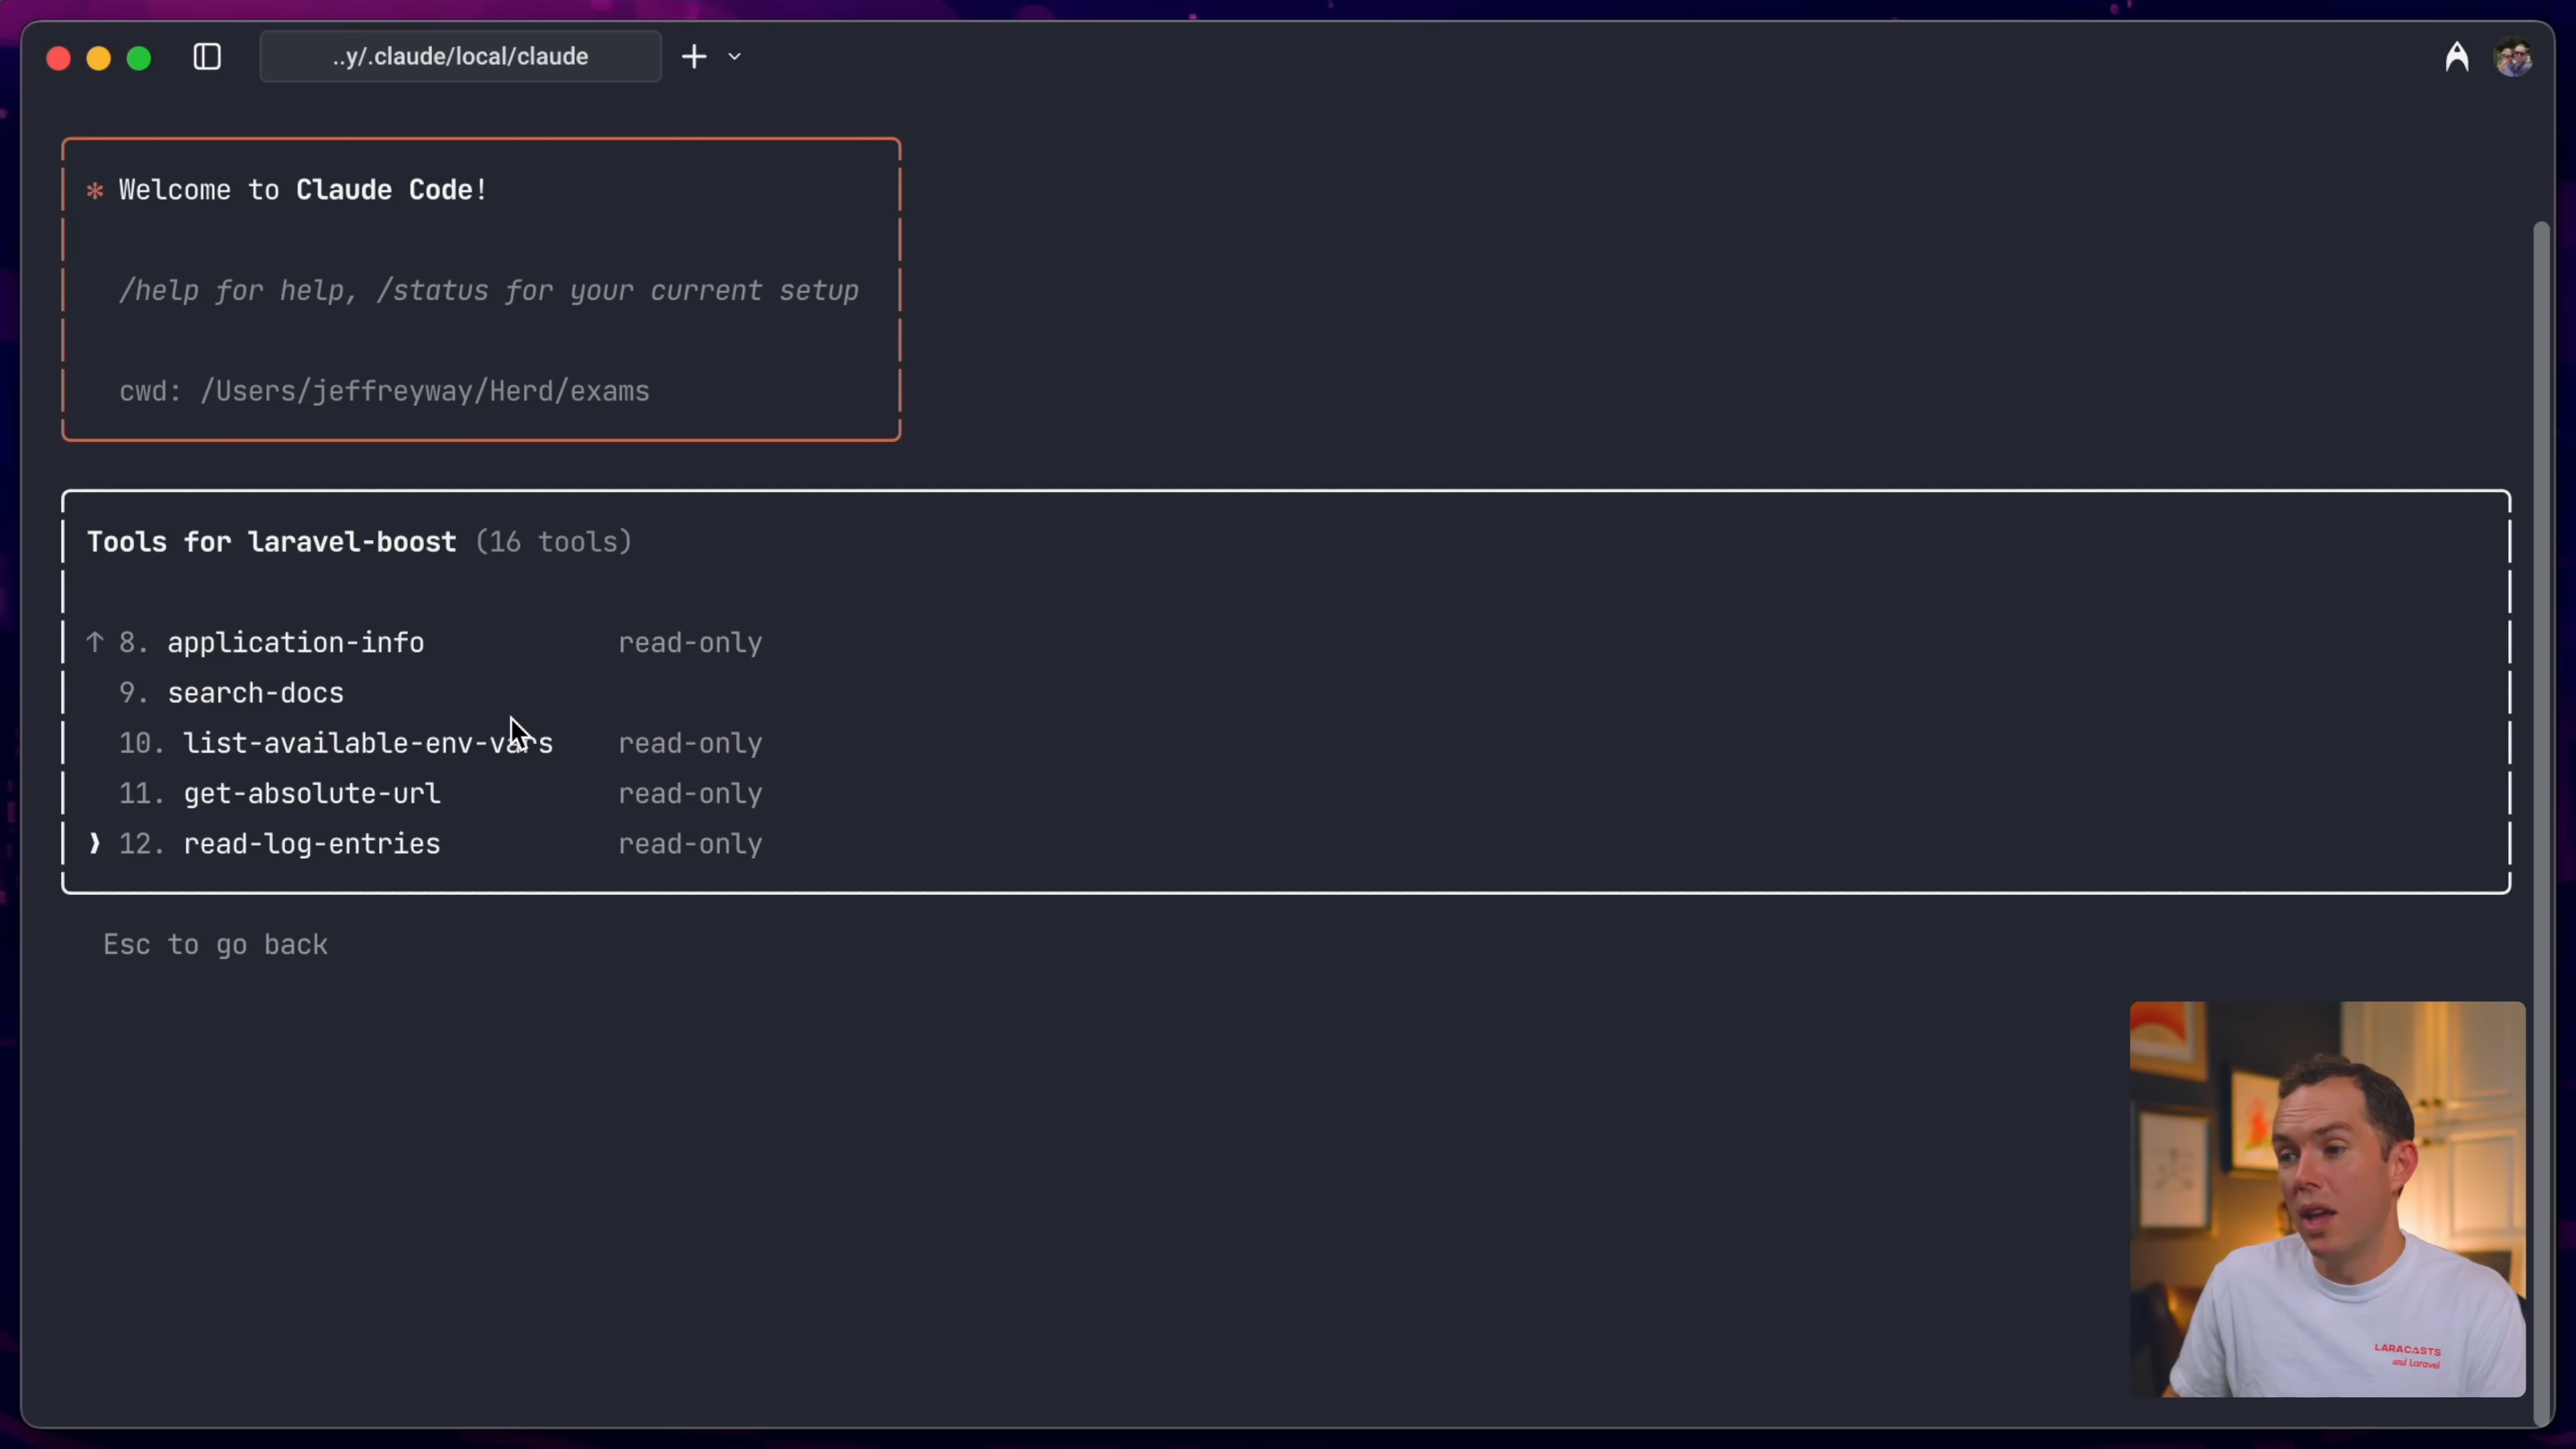 ..y/.claude/local/claude
* Welcome to Claude Code!
/help for help, /status for your current setup
cwd: /Users/jeffreyway/Herd/exams
Tools for laravel-boost (16 tools)
↑ 8. application-info read-only
9. search-docs
10. list-available-env-vars read-only
11. get-absolute-url read-only
❯ 12. read-log-entries read-only
Esc to go back
LARACASTS
and Laravel